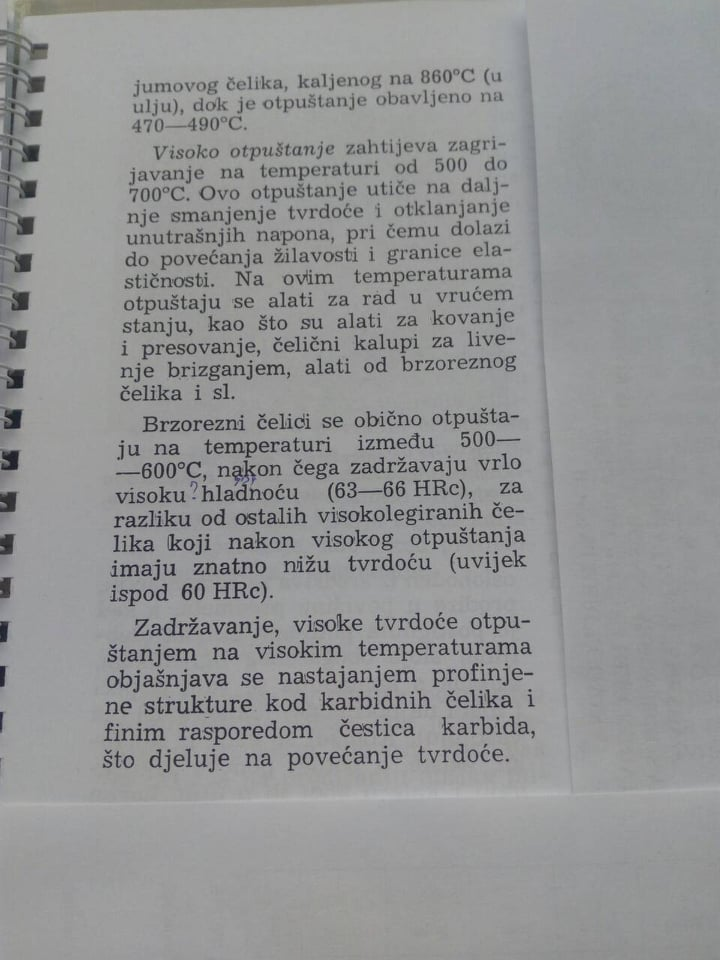 jumovog čelika, kaljenog na 860°C (u
ulju), dok je otpuštanje obavljeno na
470—490°C.
Visoko otpuštanje zahtijeva zagri-
javanje na temperaturi od 500 do
700°C. Ovo otpuštanje utiče na dalj-
nje smanjenje tvrdoće i otklanjanje
unutrašnjih napona, pri čemu dolazi
do povećanja žilavosti i granice ela-
stičnosti. Na ovim temperaturama
otpuštaju se alati za rad u vrućem
stanju, kao što su alati za kovanje
i presovanje, čelični kalupi za live-
nje brizganjem, alati od brzoreznog
čelika i sl.
Brzorezni čelici se obično otpušta-
ju na temperaturi između 500—
—600°C, nakon čega zadržavaju vrlo
visoku ? hladnoću (63—66 HRc), za
razliku od ostalih visokolegiranih če-
lika koji nakon visokog otpuštanja
imaju znatno nižu tvrdoću (uvijek
ispod 60 HRc).
Zadržavanje, visoke tvrdoće otpu-
štanjem na visokim temperaturama
objašnjava se nastajanjem profinje-
ne strukture kod karbidnih čelika i
finim rasporedom čestica karbida,
što djeluje na povećanje tvrdoće.